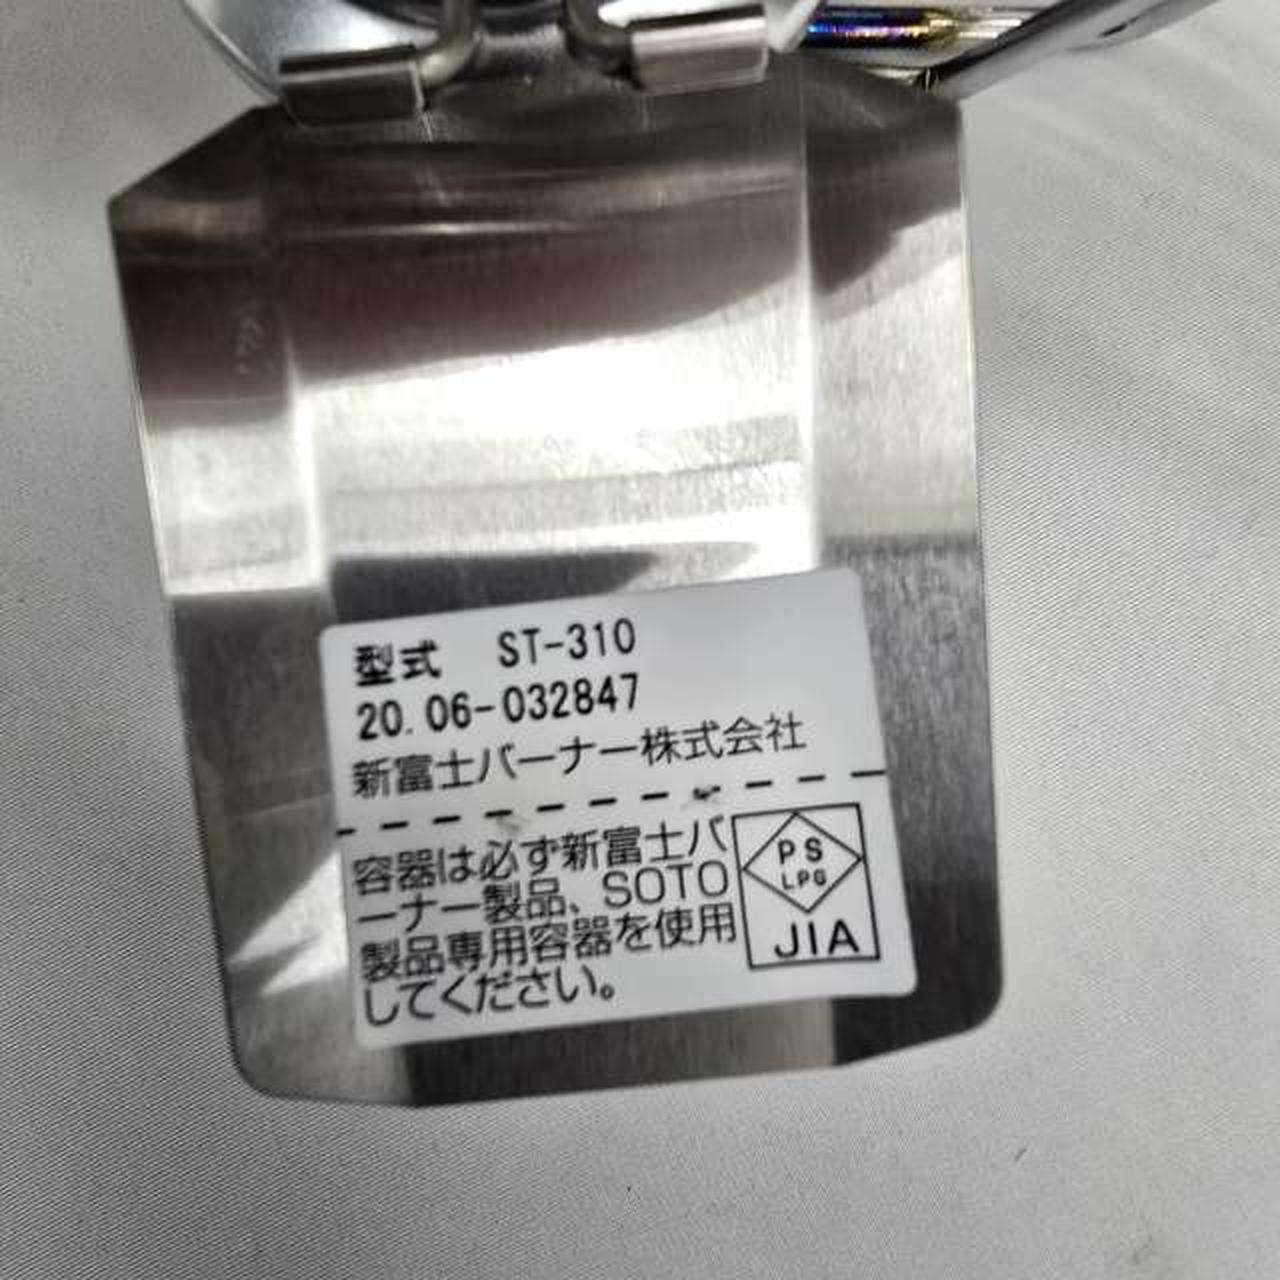 型式 ST-310
20.06-032847
新富士バーナー株式会社
容器は必ず新富士バ
ーナー製品、SOTO
製品専用容器を使用
してください。
PS
LPG
JIA